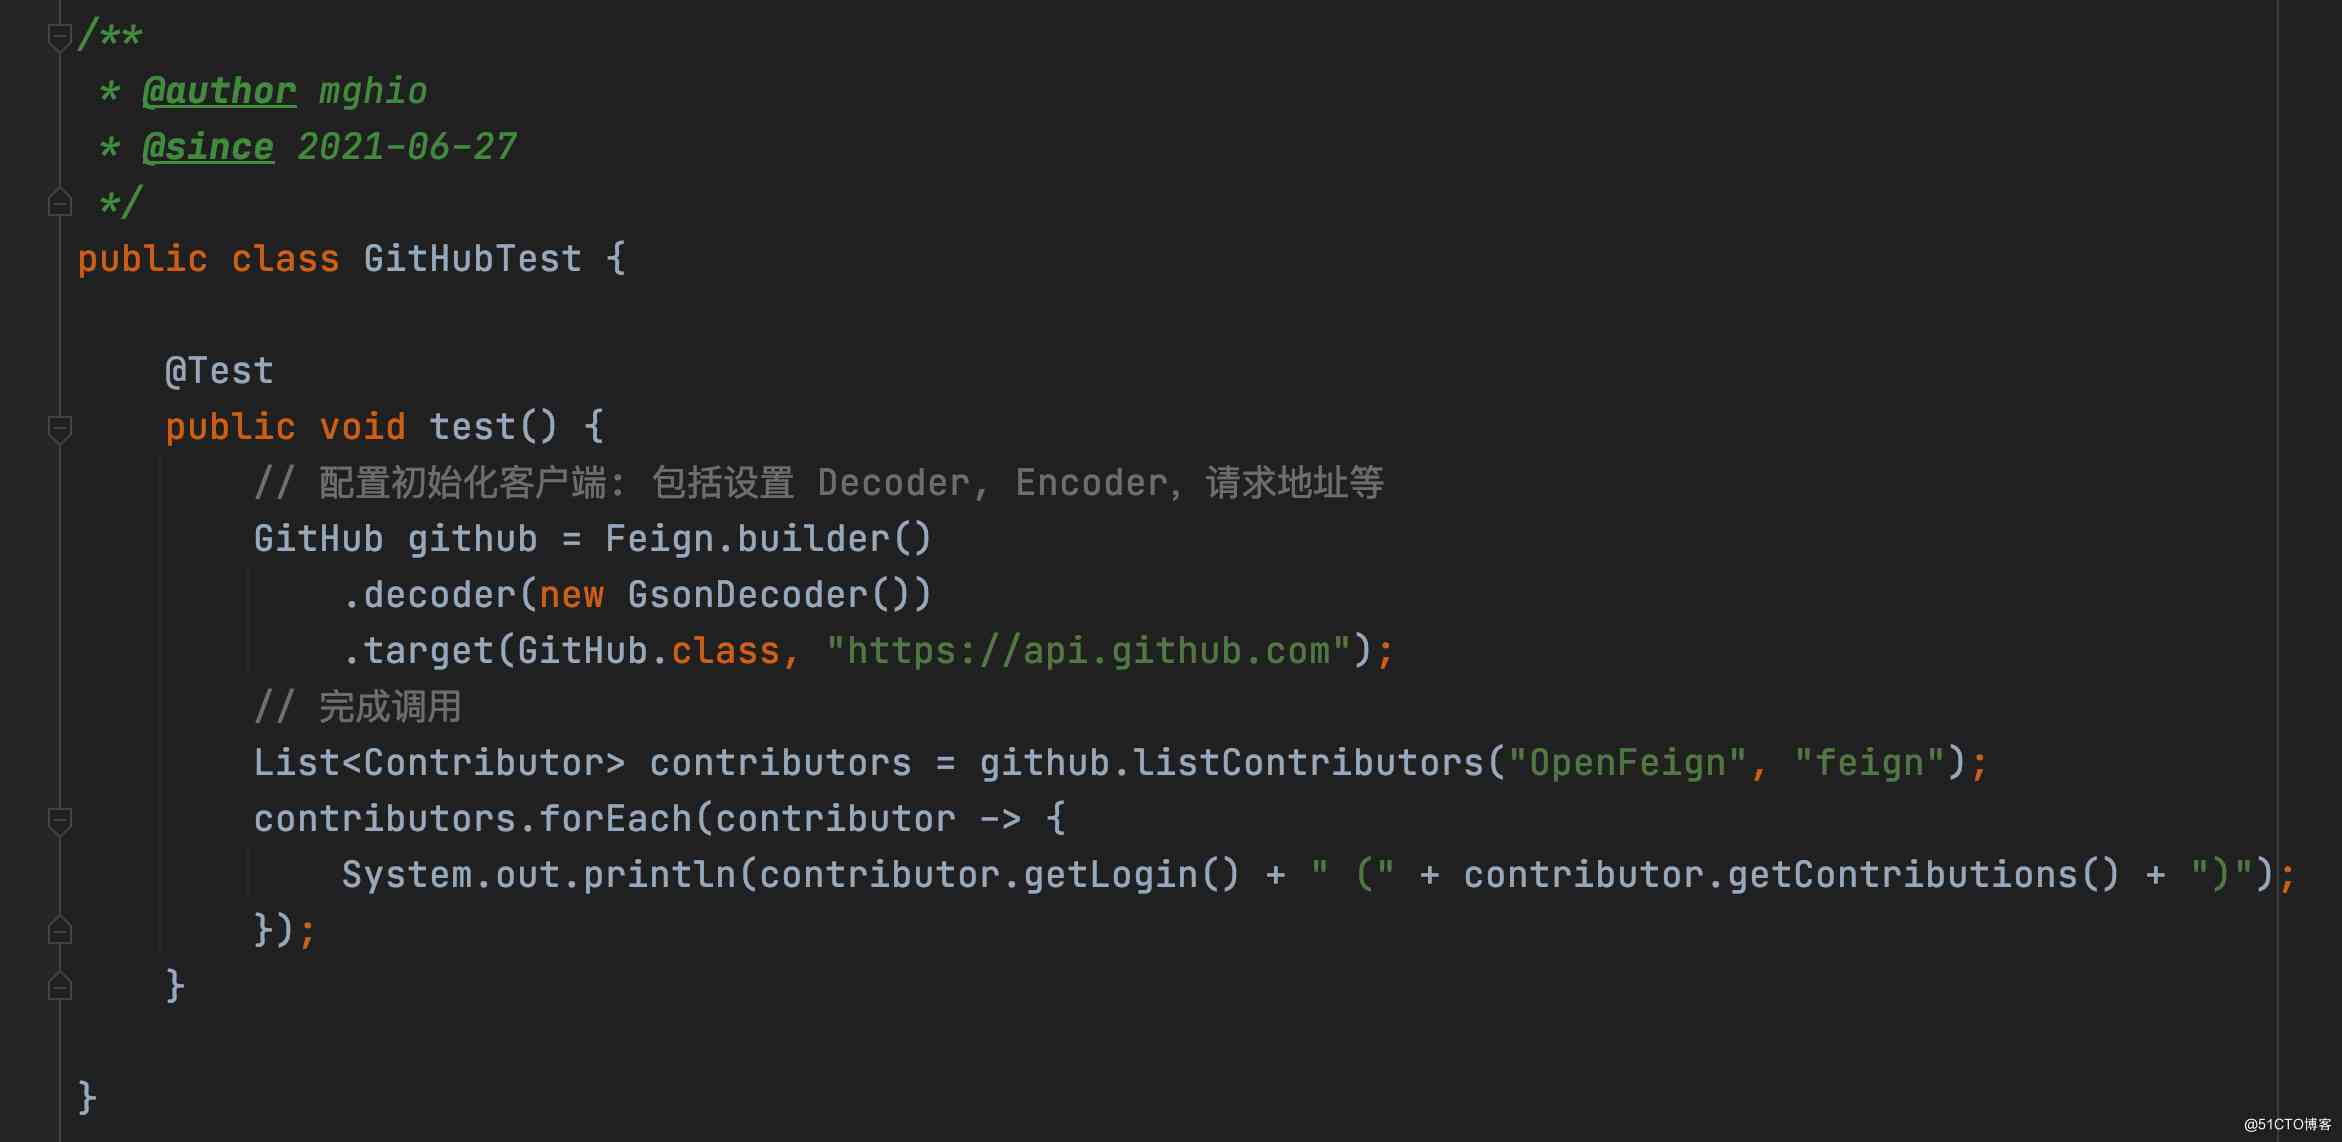 /**
 * @author mghio
 * @since 2021-06-27
 */
public class GitHubTest {
    @Test
    public void test() {
        // 配置初始化客户端: 包括设置 Decoder, Encoder, 请求地址等
        GitHub github = Feign.builder()
            .decoder(new GsonDecoder())
            .target(GitHub.class, "https://api.github.com");
        // 完成调用
        List<Contributor> contributors = github.listContributors("OpenFeign", "feign");
        contributors.forEach(contributor -> {
            System.out.println(contributor.getLogin() + " (" + contributor.getContributions() + ")");
        });
    }
}
@51CTO博客